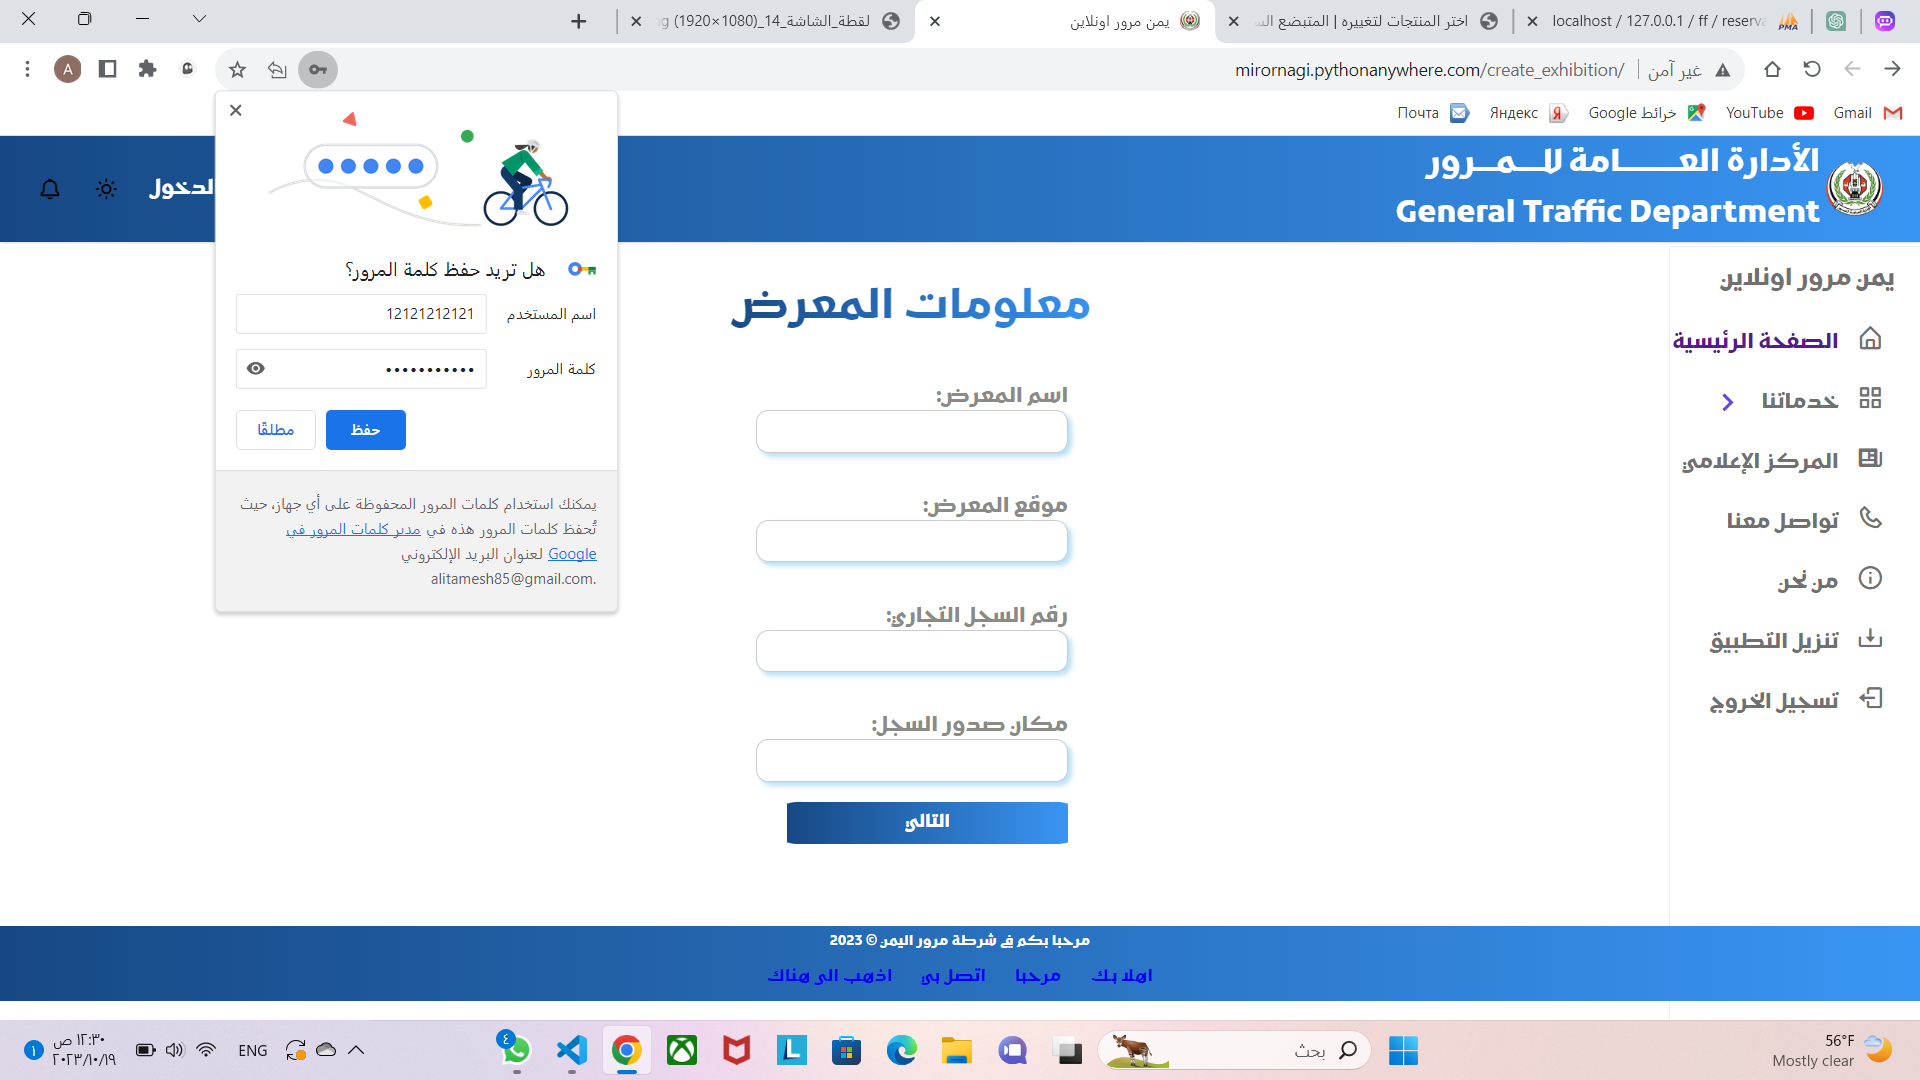 localhost / 127.0.0.1 / ff / reserva
اختر المنتجات لتغييره | المتبضع الس
يمن مرور اونلاين
لقطة_الشاشة_14_(1920×1080)
غير آمن
mirornagi.pythonanywhere.com/create_exhibition/
Gmail
YouTube
خرائط Google
Яндекс
Почта
الأدارة العـــــامة للـمــرور
General Traffic Department
الدخول
هل تريد حفظ كلمة المرور؟
اسم المستخدم
12121212121
كلمة المرور
•••••••••••
حفظ
مطلقًا
يمكنك استخدام كلمات المرور المحفوظة على أي جهاز، حيث
تُحفظ كلمات المرور هذه في مدير كلمات المرور في
Google لعنوان البريد الإلكتروني
alitamesh85@gmail.com.
يمن مرور اونلاين
الصفحة الرئيسية
خدماتنا
المركز الإعلامي
تواصل معنا
من نحن
تنزيل التطبيق
تسجيل الخروج
معلومات المعرض
اسم المعرض:
موقع المعرض:
رقم السجل التجاري:
مكان صدور السجل:
التالي
مرحبا بكم في شرطة مرور اليمن © 2023
اهلا بك
مرحبا
اتصل بي
اذهب الى هناك
56°F
Mostly clear
بحث
٤
ENG
١٢:٣٠ ص
٢٠٢٣/١٠/١٩
١